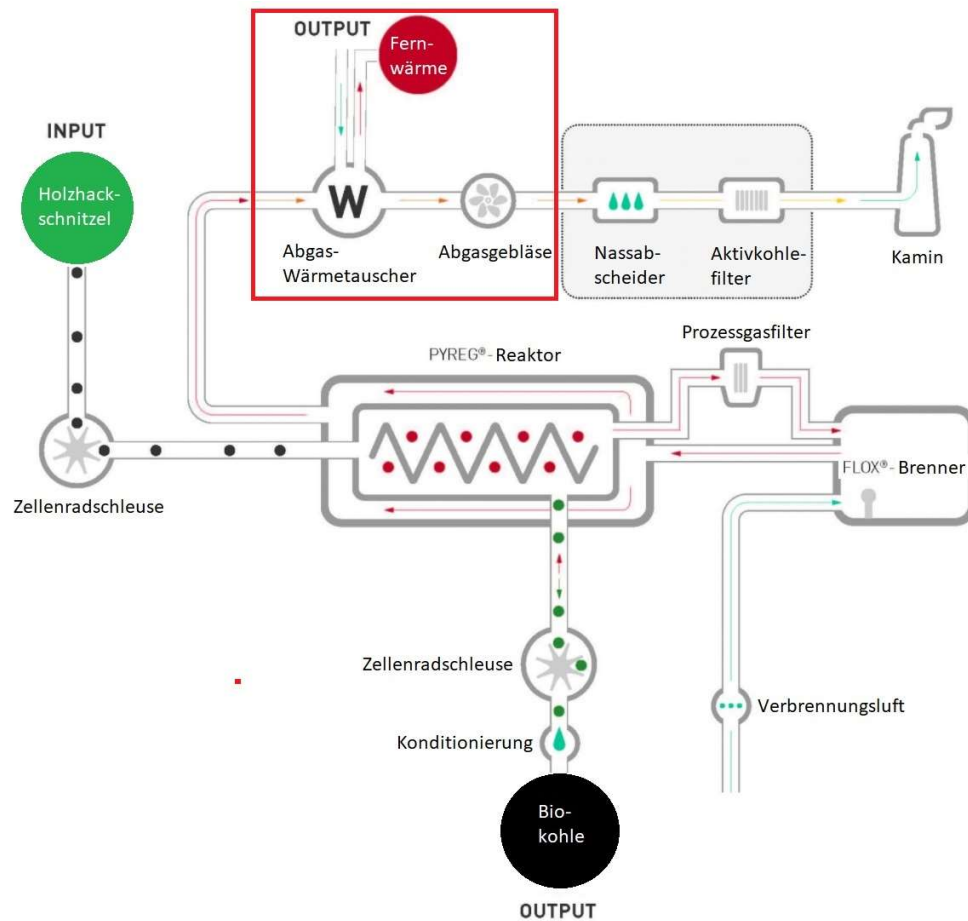 OUTPUT
Fern-
wärme
INPUT
Holzhack-
schnitzel
W
Abgas-
Wärmetauscher
Abgasgebläse
Nassab-
scheider
Aktivkohle-
filter
Kamin
Prozessgasfilter
PYREG®- Reaktor
FLOX®- Brenner
Zellenradschleuse
Zellenradschleuse
Verbrennungsluft
Konditionierung
Bio-
kohle
OUTPUT